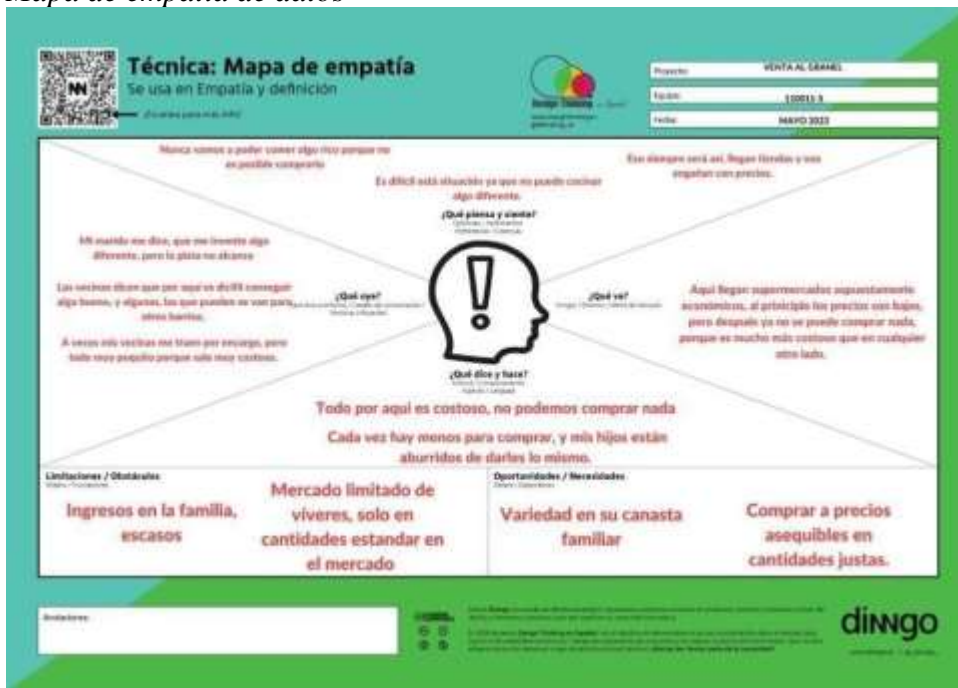 Mapa de empatía de datos
NN
Técnica: Mapa de empatía
Se usa en Empatía y definición
Proyecto:
VENTA AL GRANEL
Equipo:
Fecha:
MAYO 2023
Nunca vamos a poder comer algo rico porque no
es posible comprarlo
Es difícil está situación ya que no puedo cocinar
algo diferente.
Eso siempre será así, llegan tiendas y nos
engañan con precios.
¿Qué piensa y siente?
Mi marido me dice, que me invente algo
diferente, pero la plata no alcanza
Las vecinas dicen que por aquí es conseguir
algo bueno, y algunas, las que pueden se van para
otros barrios.
A veces mis vecinas me traen por encargo, pero
todo muy poquito porque sale muy costoso.
¿Qué oye?
¿Qué ve?
Aquí llegan supermercados supuestamente
económicos, al principio los precios son bajos,
pero después ya no se puede comprar nada,
porque es mucho más costoso que en cualquier
otro lado.
¿Qué dice y hace?
Todo por aqui es costoso, no podemos comprar nada
Cada vez hay menos para comprar, y mis hijos están
aburridos de darles lo mismo.
Limitaciones / Obstáculos
Ingresos en la familia,
escasos
Mercado limitado de
víveres, solo en
cantidades estandar en
el mercado
Oportunidades / Necesidades
Variedad en su canasta
familiar
Comprar a precios
asequibles en
cantidades justas.
Anotaciones:
dinngo